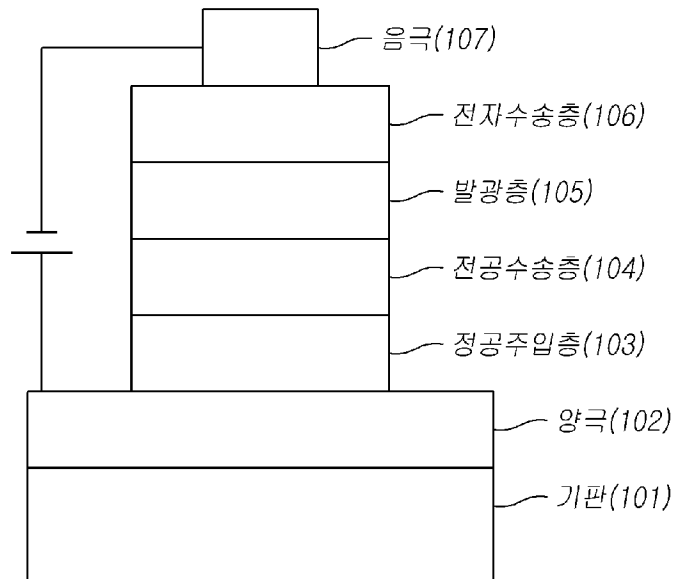 음극(107)
전자수송층(106)
발광층(105)
전공수송층(104)
정공주입층(103)
양극(102)
기판(101)